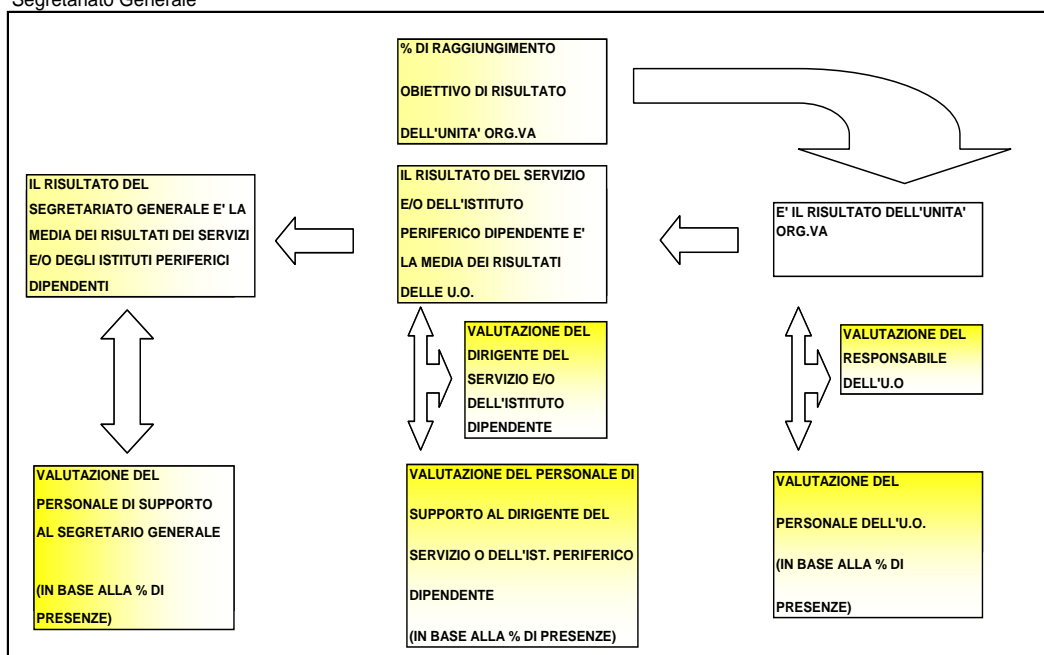 Segretariato Generale
% DI RAGGIUNGIMENTO
OBIETTIVO DI RISULTATO
DELL'UNITA' ORG.VA
IL RISULTATO DEL
SEGRETARIATO GENERALE E' LA
MEDIA DEI RISULTATI DEI SERVIZI
E/O DEGLI ISTITUTI PERIFERICI
DIPENDENTI
IL RISULTATO DEL SERVIZIO
E/O DELL'ISTITUTO
PERIFERICO DIPENDENTE E'
LA MEDIA DEI RISULTATI
DELLE U.O.
E' IL RISULTATO DELL'UNITA'
ORG.VA
VALUTAZIONE DEL
DIRIGENTE DEL
SERVIZIO E/O
DELL'ISTITUTO
DIPENDENTE
VALUTAZIONE DEL
RESPONSABILE
DELL'U.O
VALUTAZIONE DEL
PERSONALE DI SUPPORTO
AL SEGRETARIO GENERALE
(IN BASE ALLA % DI
PRESENZE)
VALUTAZIONE DEL PERSONALE DI
SUPPORTO AL DIRIGENTE DEL
SERVIZIO O DELL'IST. PERIFERICO
DIPENDENTE
(IN BASE ALLA % DI PRESENZE)
VALUTAZIONE DEL
PERSONALE DELL'U.O.
(IN BASE ALLA % DI
PRESENZE)